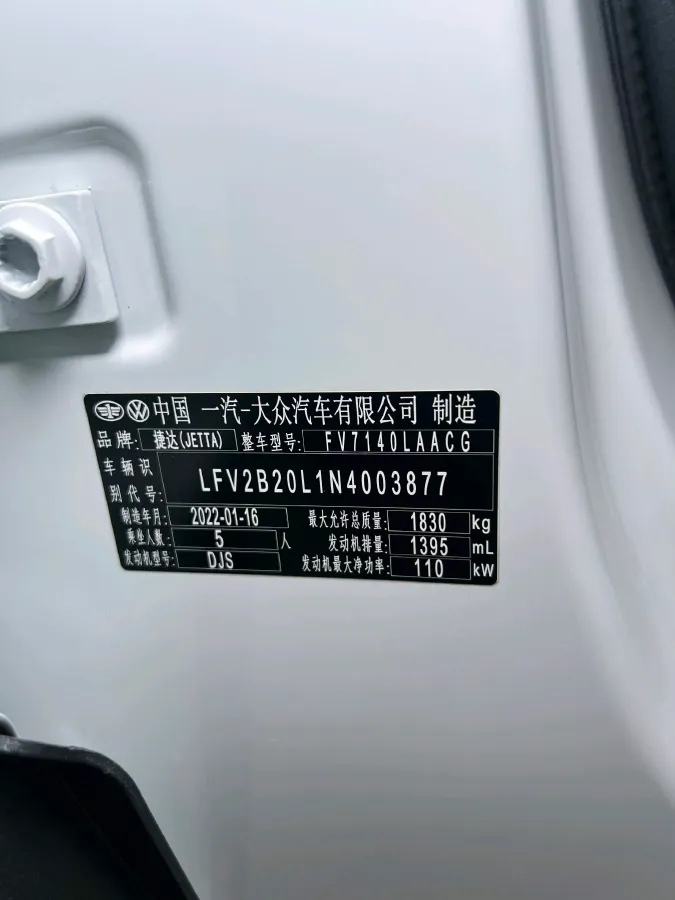 中国 一汽-大众汽车有限公司 制造
品牌: 捷达(JETTA) 整车型号: FV7140LAACG
车辆识别代号: LFV2B20L1N4003877
制造年月: 2022-01-16 最大允许总质量: 1830 kg
乘坐人数: 5 人 发动机排量: 1395 mL
发动机型号: DJS 发动机最大净功率: 110 kW